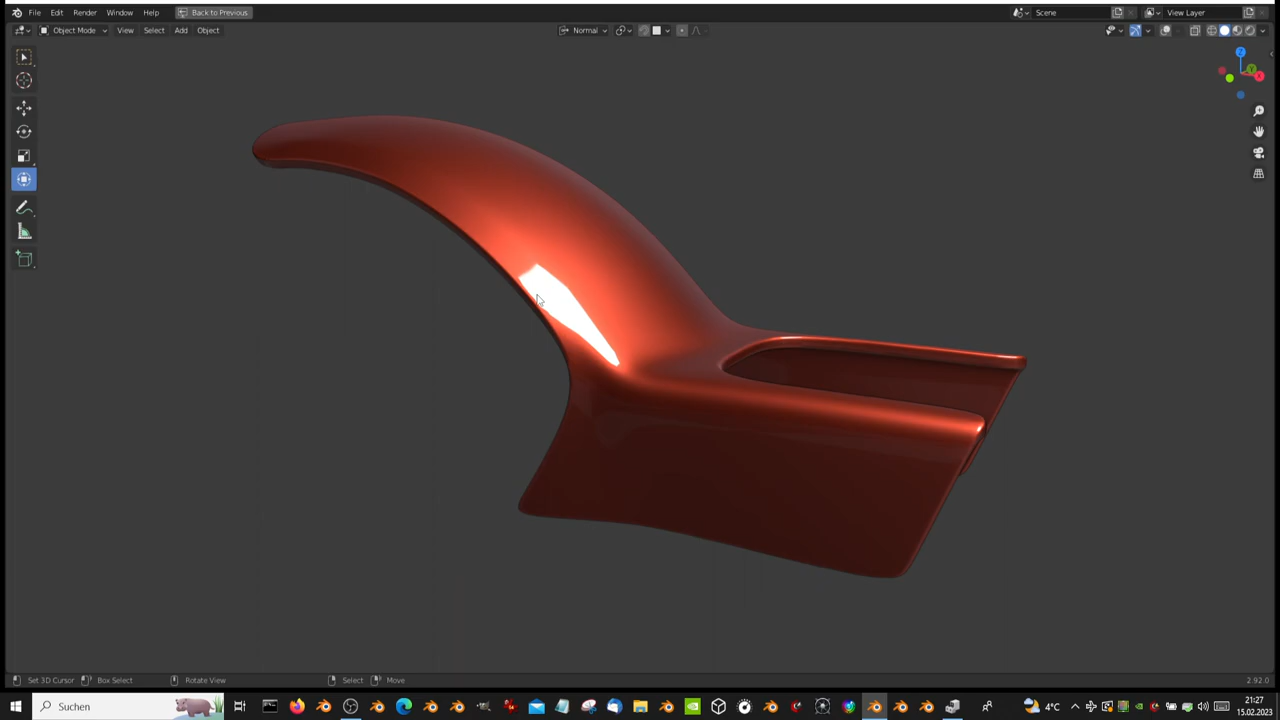 File Edit Render Window Help Back to Previous Scene View Layer
Object Mode View Select Add Object Normal
Z
Y
X
Set 3D Cursor Box Select Rotate View Select Move 2.92.0
Suchen 4°C 21:27
15.02.2023